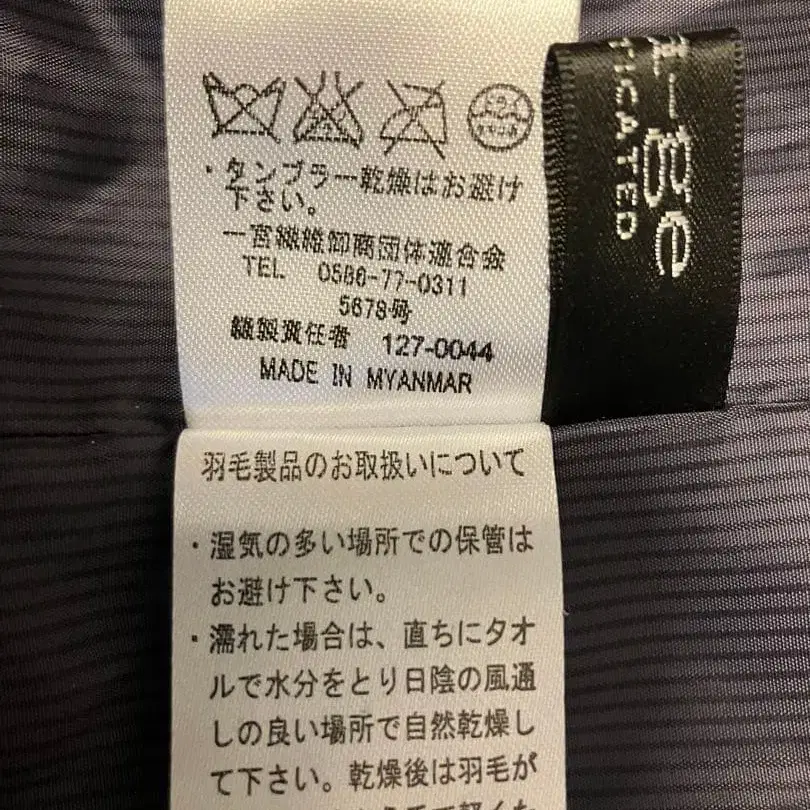 ・タンブラー乾燥はお避け
下さい。
一宮繊維卸商団体連合会
TEL 0586-77-0311
5678号
縫製責任者 127-0044
MADE IN MYANMAR
羽毛製品のお取扱いについて
・湿気の多い場所での保管は
お避け下さい。
・濡れた場合は、直ちにタオ
ルで水分をとり日陰の風通
しの良い場所で自然乾燥し
て下さい。乾燥後は羽毛が
-ge
TICATED